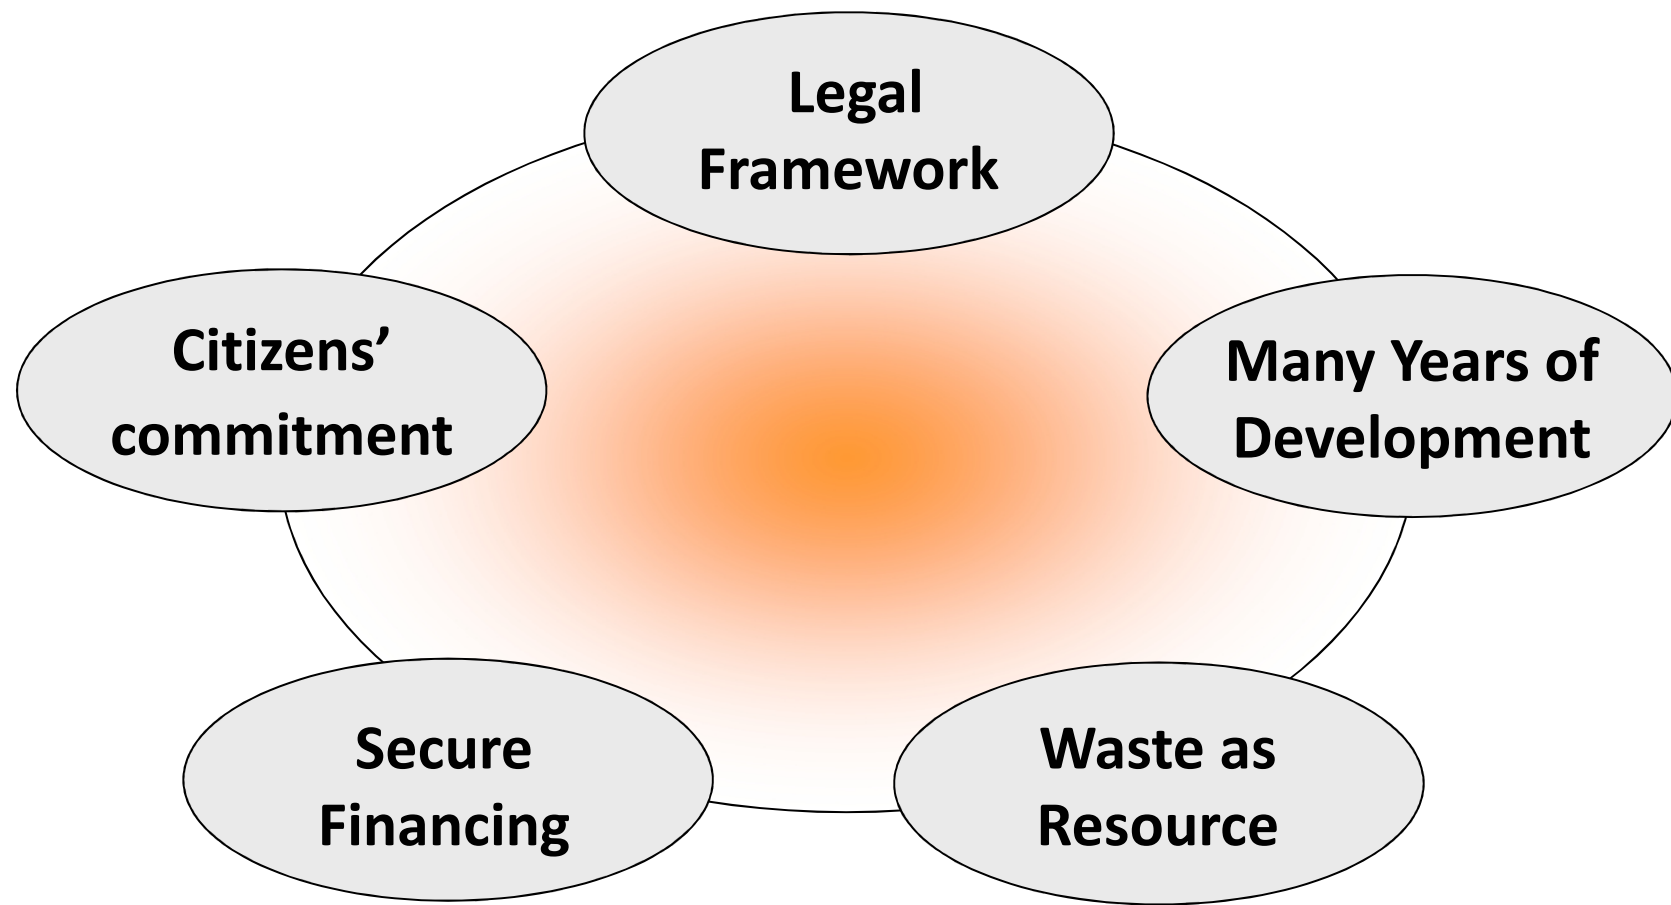 Legal
Framework
Citizens’
commitment
Many Years of
Development
Secure
Financing
Waste as
Resource